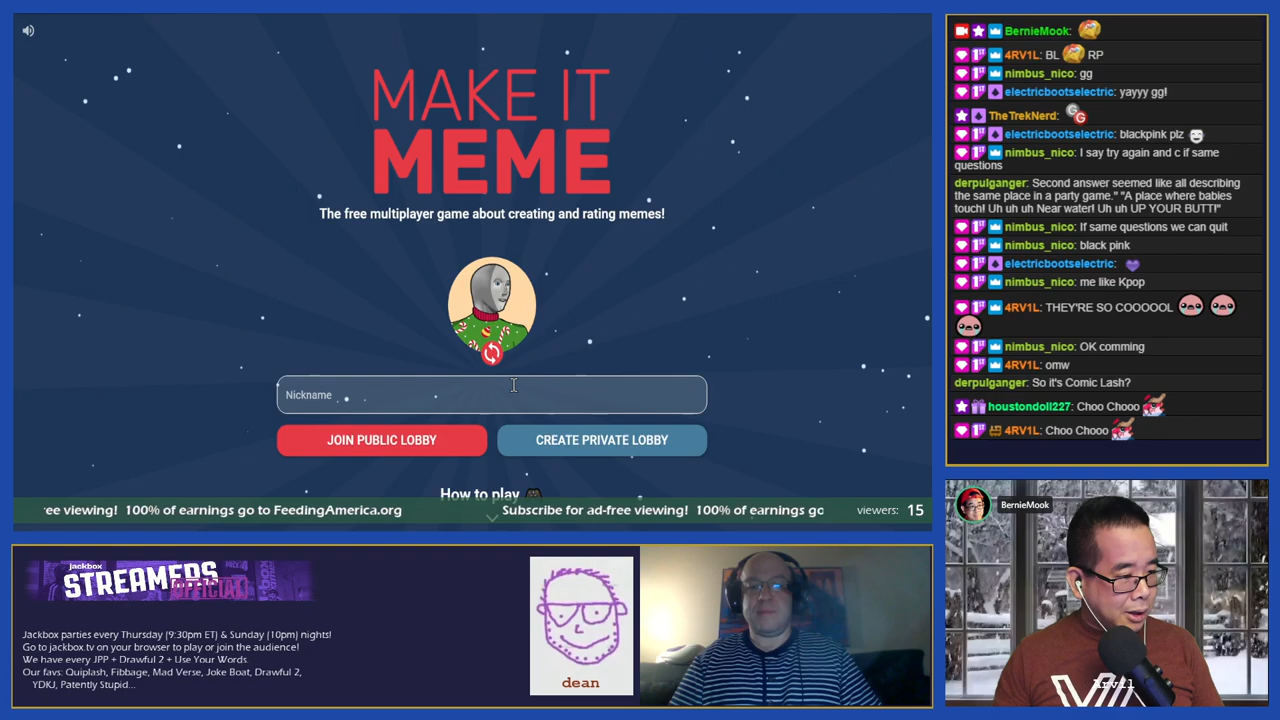 MAKE IT
MEME
The free multiplayer game about creating and rating memes!
Nickname
JOIN PUBLIC LOBBY
CREATE PRIVATE LOBBY
How to play
ee viewing! 100% of earnings go to FeedingAmerica.org
Subscribe for ad-free viewing! 100% of earnings go
viewers: 15
BernieMook:
4RV1L: BL RP
nimbus_nico: gg
electricbootselectric: yayyy gg!
TheTrekNerd: GG
electricbootselectric: blackpink plz
nimbus_nico: I say try again and c if same
questions
derpulganger: Second answer seemed like all describing
the same place in a party game." "A place where babies
touch! Uh uh uh Near water! Uh uh UP YOUR BUTT!"
nimbus_nico: If same questions we can quit
nimbus_nico: black pink
electricbootselectric:
nimbus_nico: me like Kpop
4RV1L: THEY'RE SO COOOOOL
nimbus_nico: OK comming
4RV1L: omw
derpulganger: So it's Comic Lash?
houstondoll227: Choo Chooo
4RV1L: Choo Chooo
jackbox
STREAMERS
OFFICIAL
Jackbox parties every Thursday (9:30pm ET) & Sunday (10pm) nights!
Go to jackbox.tv on your browser to play or join the audience!
We have every JPP + Drawful 2 + Use Your Words
Our favs: Quiplash, Fibbage, Mad Verse, Joke Boat, Drawful 2,
YDKJ, Patently Stupid...
dean
BernieMook
Arvil